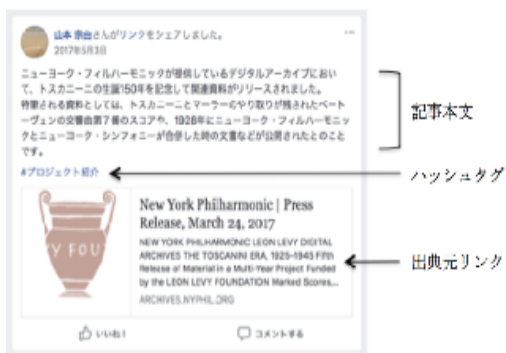 山本 宗由さんがリンクをシェアしました。
2017年5月3日
ニューヨーク・フィルハーモニックが提供しているデジタルアーカイブにおい
て、トスカニーニの生誕150年を記念して関連資料がリリースされました。
特筆される資料としては、トスカニーニとマーラーのやり取りが残されたベート
ーヴェンの交響曲第7番のスコアや、1928年にニューヨーク・フィルハーモニッ
クとニューヨーク・シンフォニーが合併した時の文書などが公開されたとのこと
です。
記事本文
#プロジェクト紹介
ハッシュタグ
New York Philharmonic | Press
Release, March 24, 2017
NEW YORK PHILHARMONIC LEON LEVY DIGITAL
ARCHIVES THE TOSCANINI ERA, 1925-1945 Fifth
Release of Material in a Multi-Year Project Funded
by the LEON LEVY FOUNDATION Marked Scores,...
ARCHIVES.NYPHIL.ORG
Y FOU
出典元リンク
いいね!
コメントする